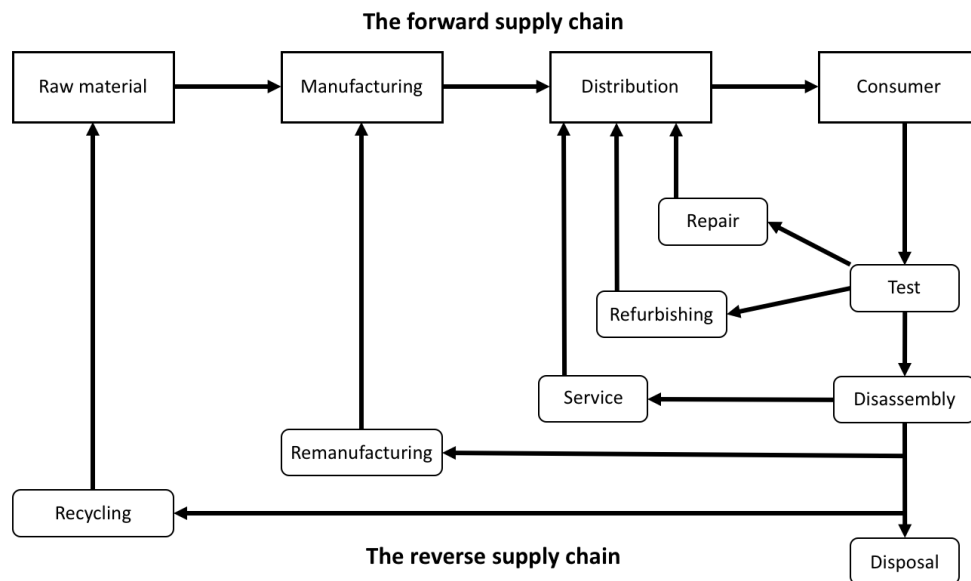 The forward supply chain
Raw material
Manufacturing
Distribution
Consumer
Repair
Test
Refurbishing
Service
Disassembly
Remanufacturing
Recycling
The reverse supply chain
Disposal